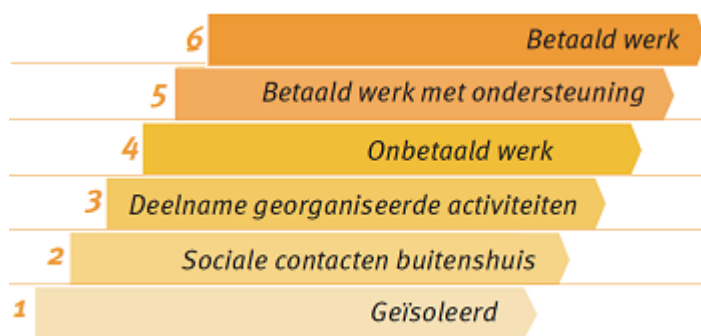 6 Betaald werk
5 Betaald werk met ondersteuning
4 Onbetaald werk
3 Deelname georganiseerde activiteiten
2 Sociale contacten buitenshuis
1 Geïsoleerd